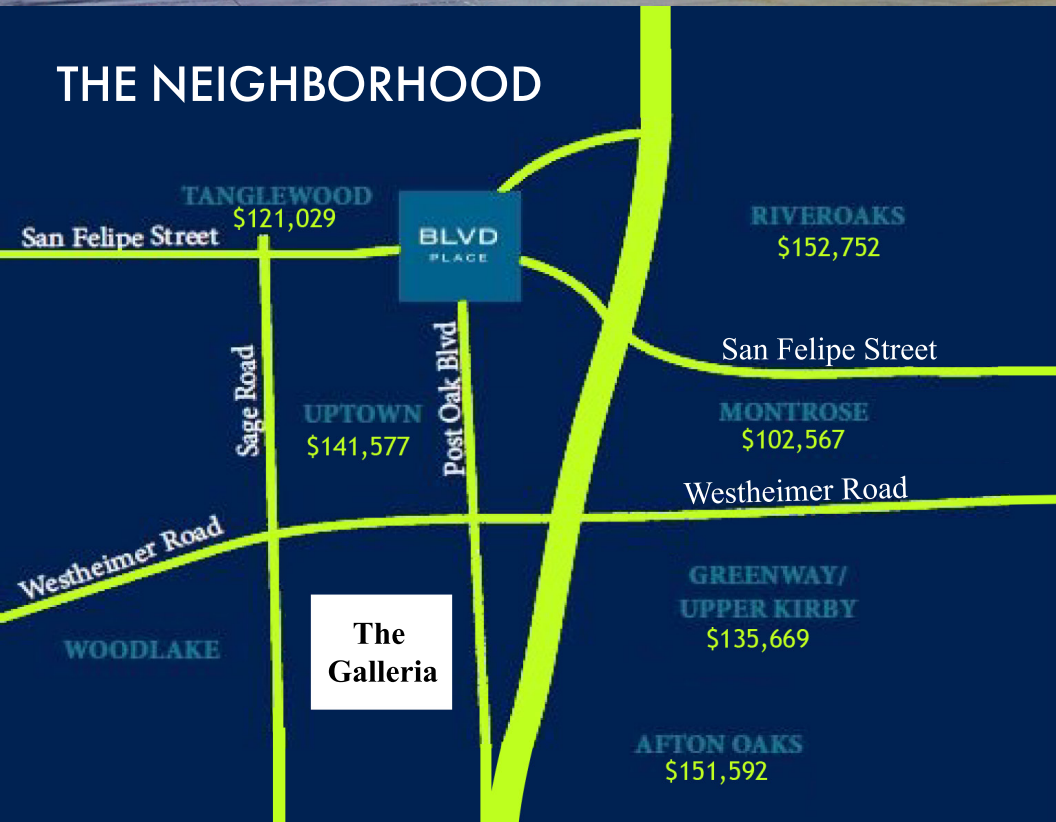 THE NEIGHBORHOOD
TANGLEWOOD
$121,029
San Felipe Street
BLVD
PLACE
RIVEROAKS
$152,752
San Felipe Street
Sage Road
Post Oak Blvd
UPTOWN
$141,577
MONTROSE
$102,567
Westheimer Road
Westheimer Road
GREENWAY/
UPPER KIRBY
$135,669
WOODLAKE
The
Galleria
AFTON OAKS
$151,592